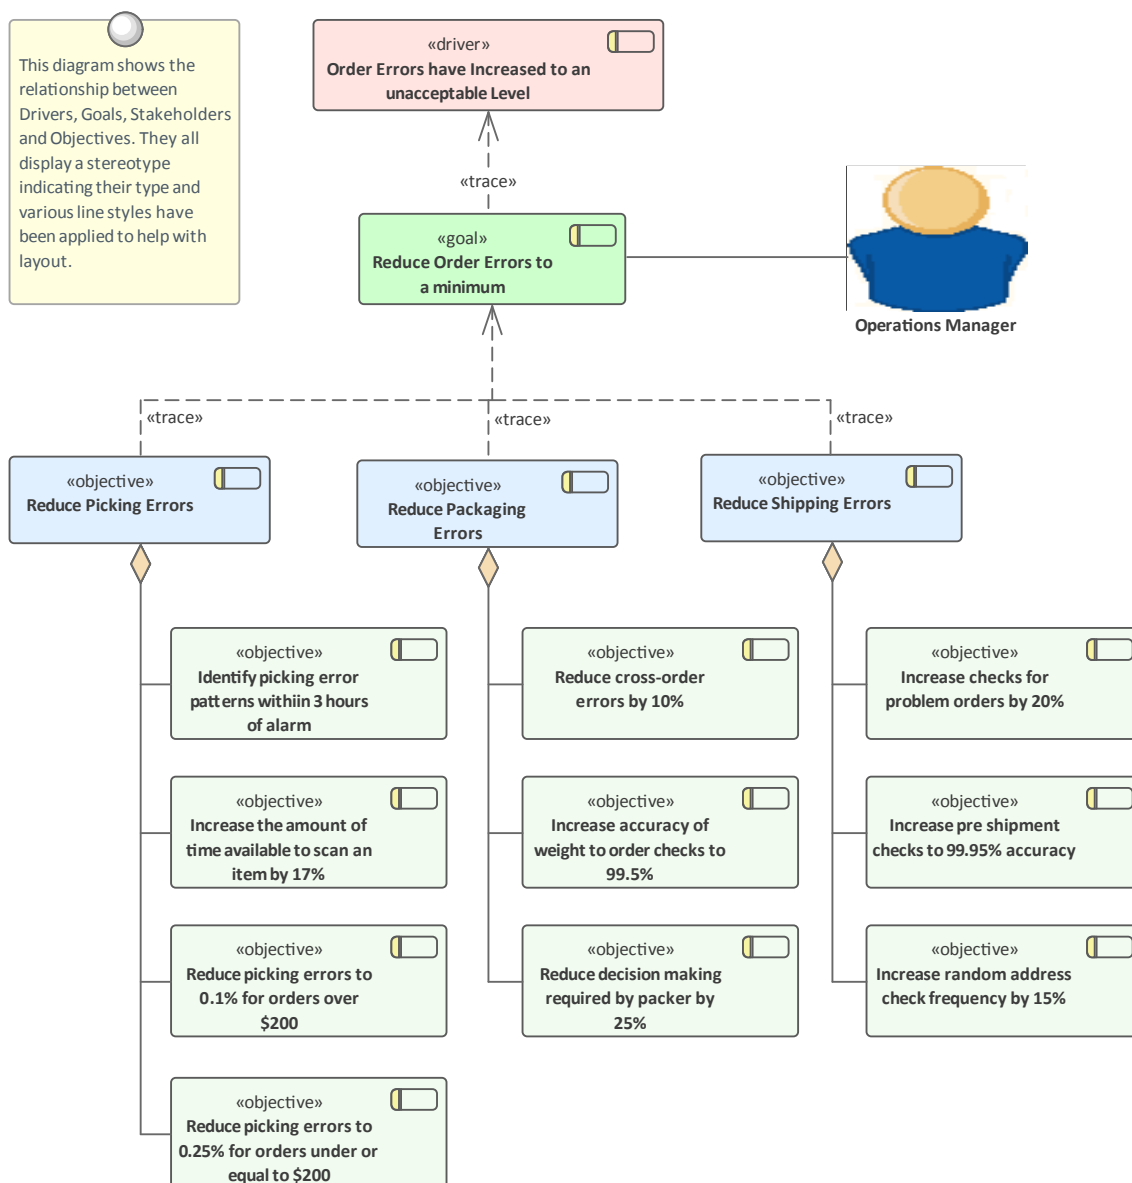 This diagram shows the
relationship between
Drivers, Goals, Stakeholders
and Objectives. They all
display a stereotype
indicating their type and
various line styles have
been applied to help with
layout.
«driver»
Order Errors have Increased to an
unacceptable Level
«trace»
«goal»
Reduce Order Errors to
a minimum
Operations Manager
«trace»
«trace»
«trace»
«objective»
Reduce Picking Errors
«objective»
Reduce Packaging
Errors
«objective»
Reduce Shipping Errors
«objective»
Identify picking error
patterns withiin 3 hours
of alarm
«objective»
Increase the amount of
time available to scan an
item by 17%
«objective»
Reduce picking errors to
0.1% for orders over
$200
«objective»
Reduce picking errors to
0.25% for orders under or
equal to $200
«objective»
Reduce cross-order
errors by 10%
«objective»
Increase accuracy of
weight to order checks to
99.5%
«objective»
Reduce decision making
required by packer by
25%
«objective»
Increase checks for
problem orders by 20%
«objective»
Increase pre shipment
checks to 99.95% accuracy
«objective»
Increase random address
check frequency by 15%